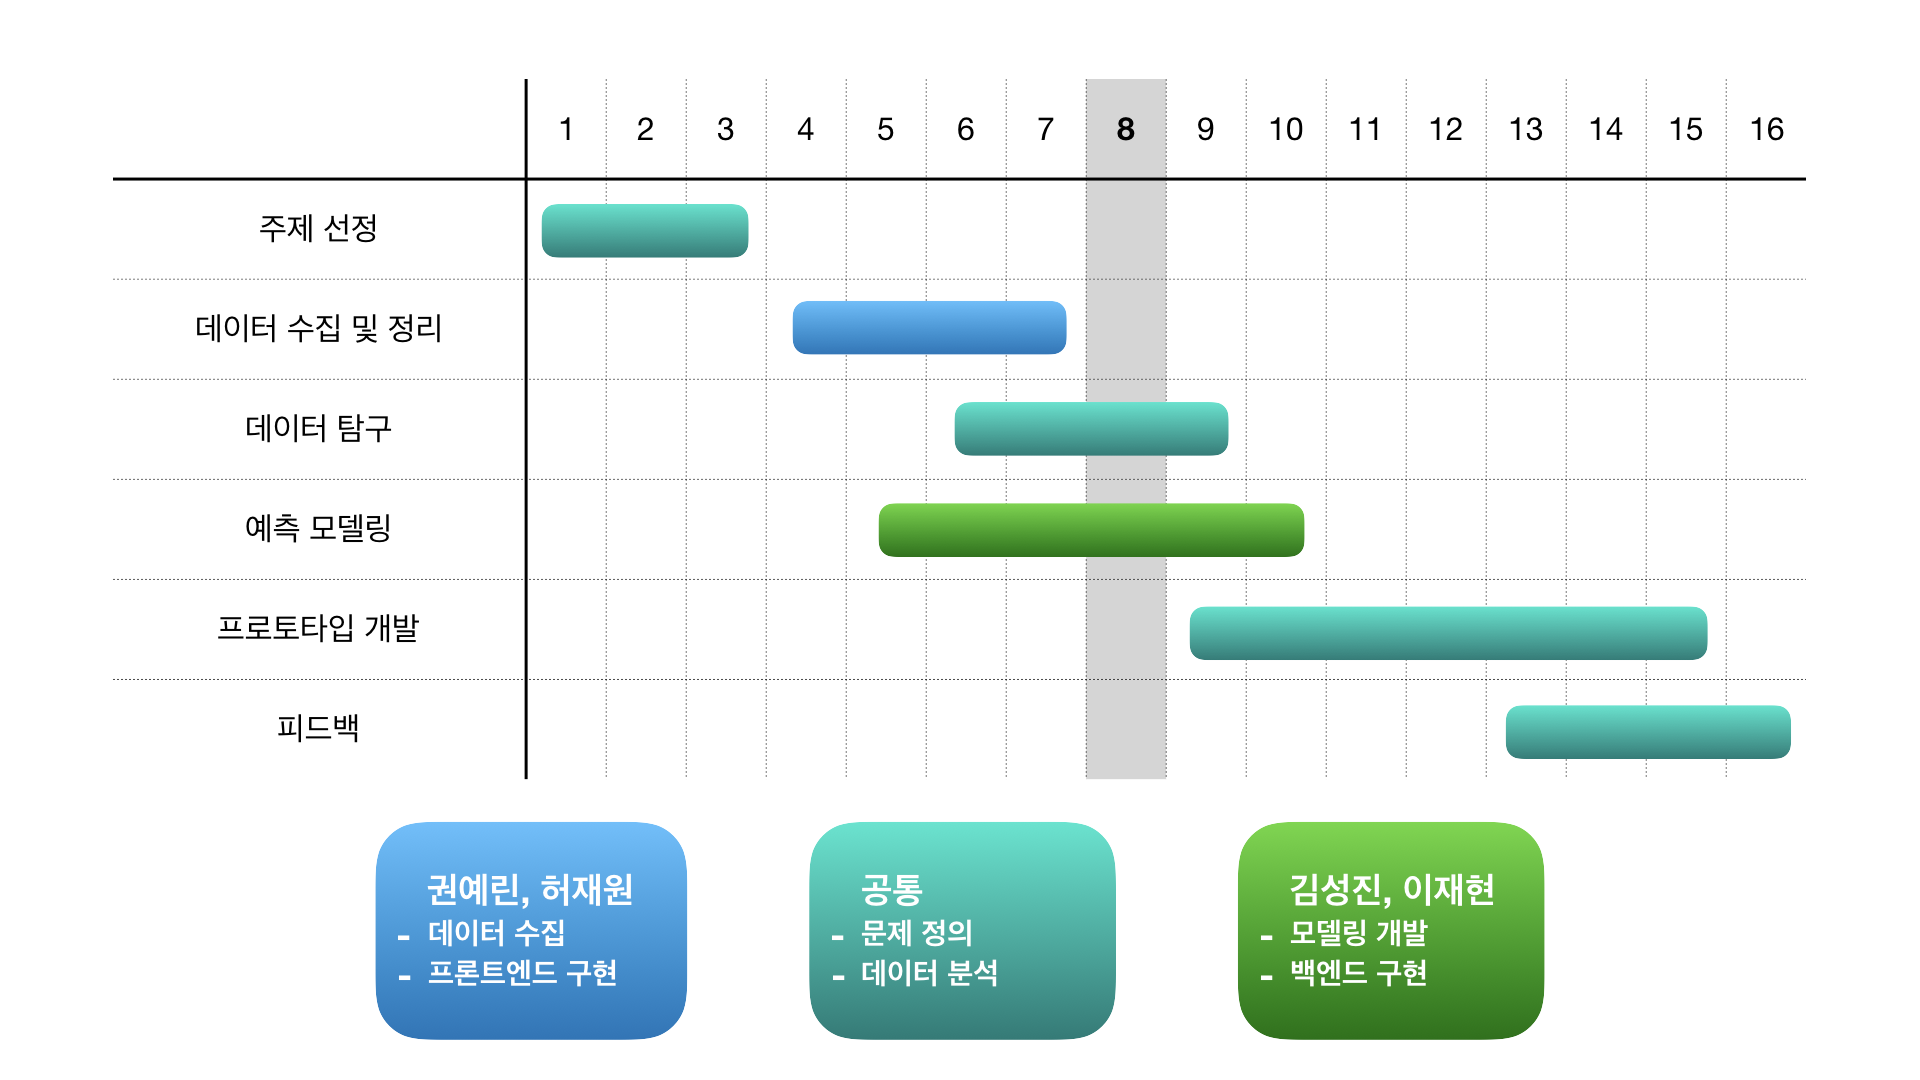 1 2 3 4 5 6 7 8 9 10 11 12 13 14 15 16
주제 선정
데이터 수집 및 정리
데이터 탐구
예측 모델링
프로토타입 개발
피드백
권예린, 허재원
- 데이터 수집
- 프론트엔드 구현
공통
- 문제 정의
- 데이터 분석
김성진, 이재현
- 모델링 개발
- 백엔드 구현